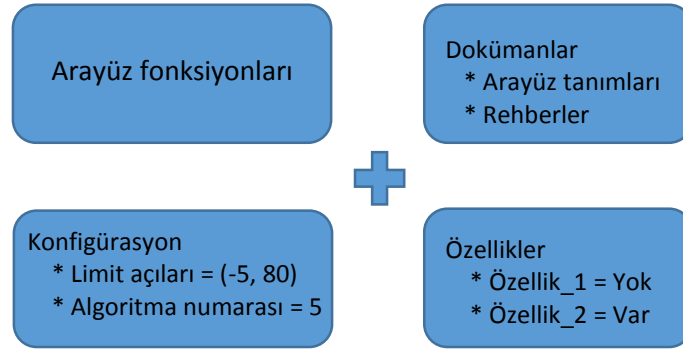 Arayüz fonksiyonları
Dokümanlar
* Arayüz tanımları
* Rehberler
Konfigürasyon
* Limit açıları = (-5, 80)
* Algoritma numarası = 5
Özellikler
* Özellik_1 = Yok
* Özellik_2 = Var